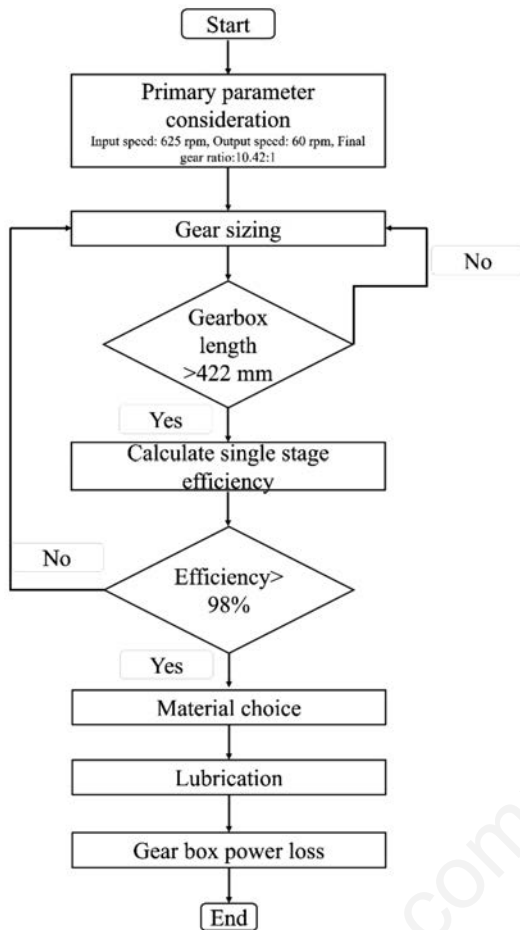 Start
Primary parameter
consideration
Input speed: 625 rpm, Output speed: 60 rpm, Final
gear ratio:10.42:1
Gear sizing
No
Gearbox
length
>422 mm
Yes
Calculate single stage
efficiency
No
Efficiency>
98%
Yes
Material choice
Lubrication
Gear box power loss
End
com